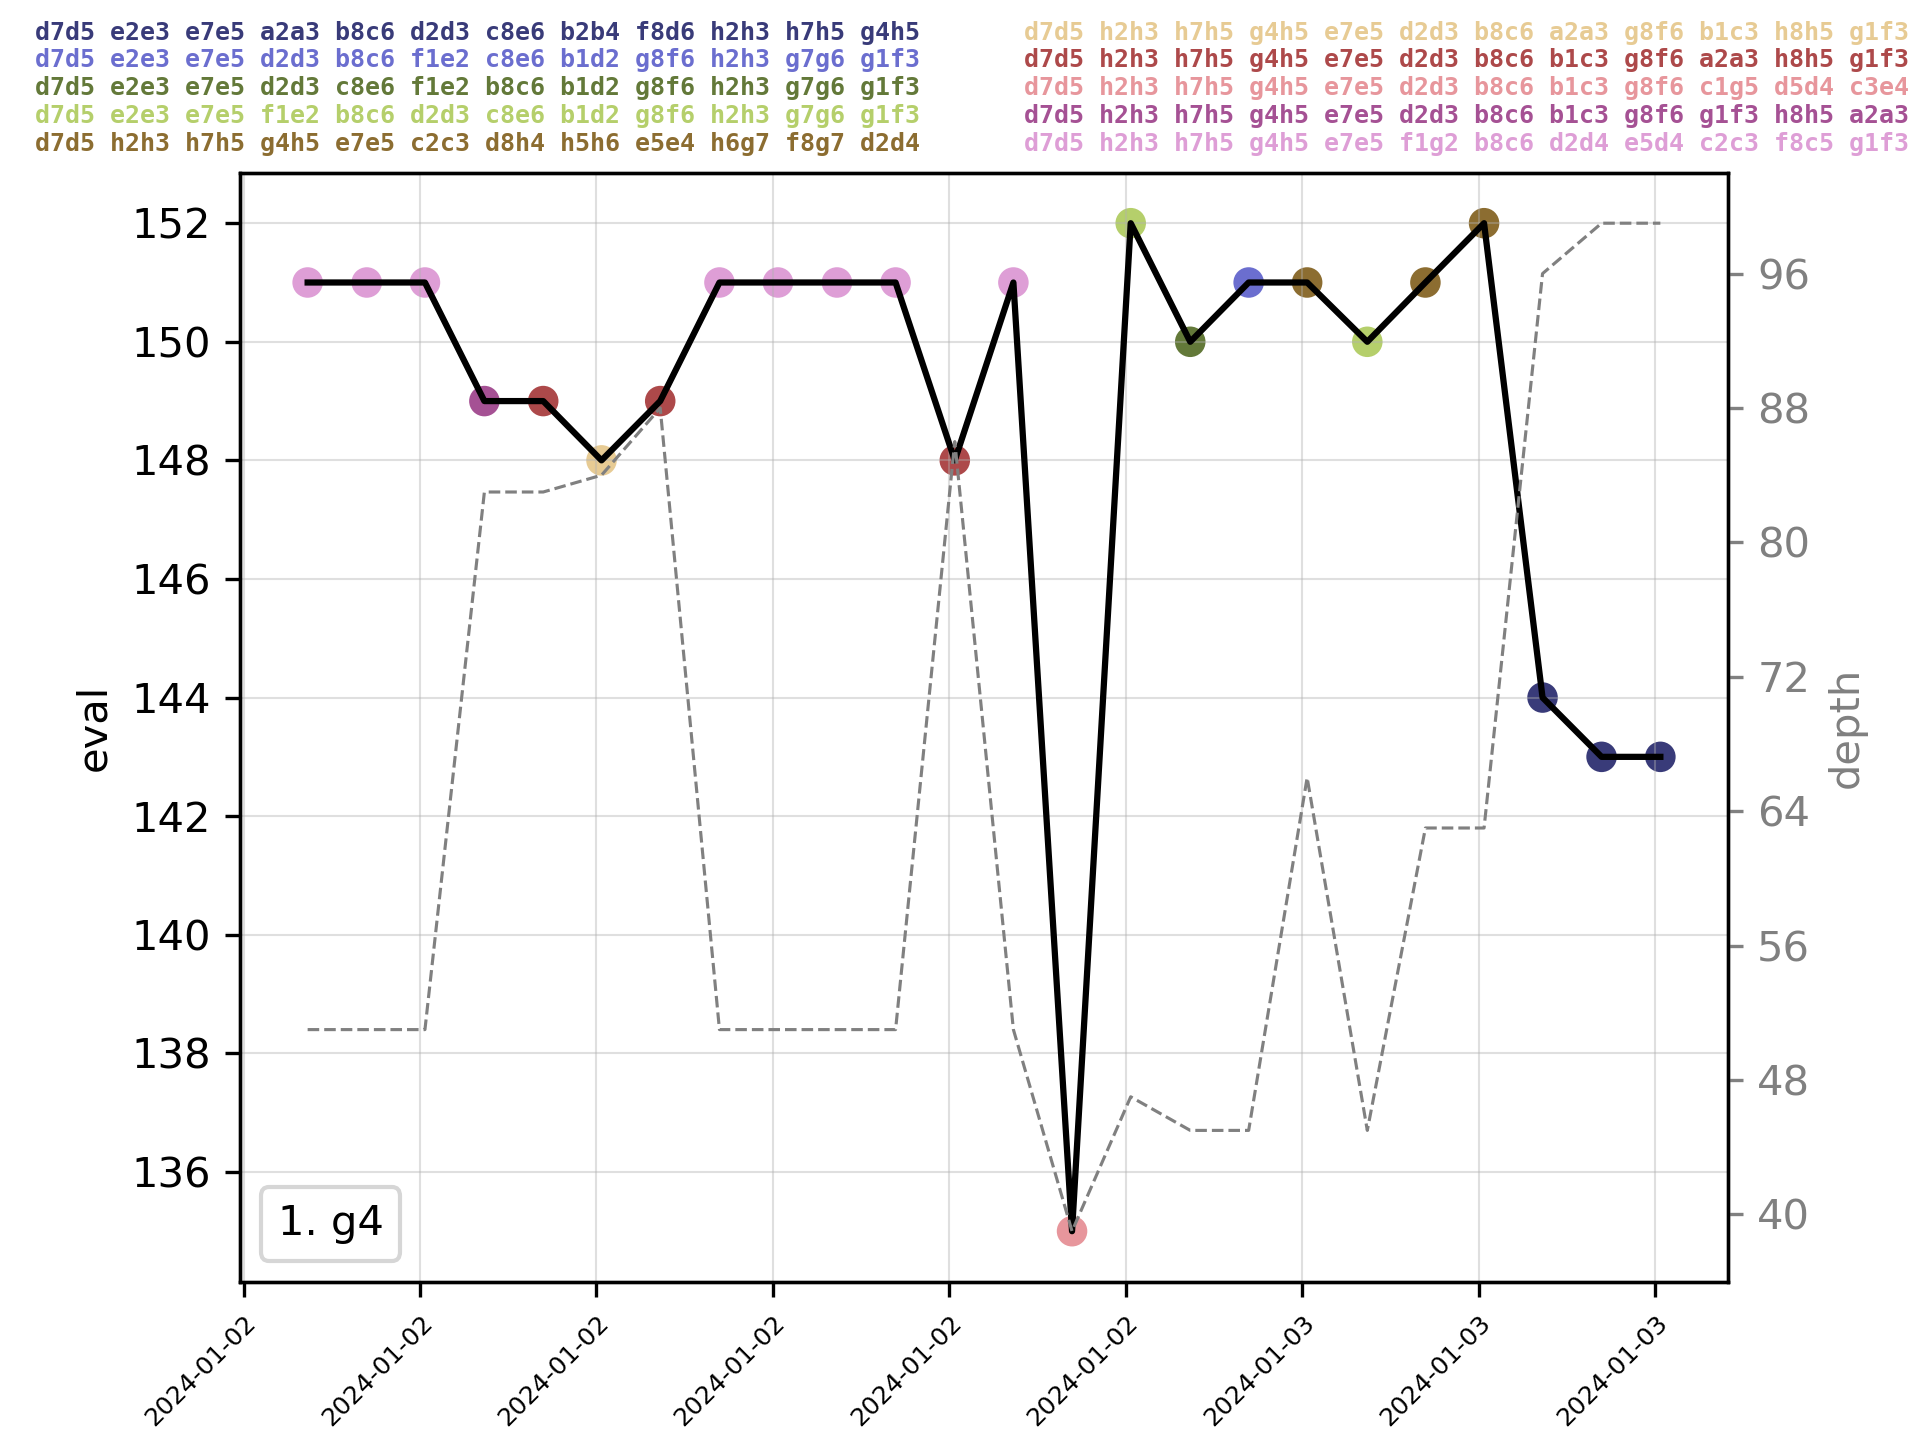 d7d5 e2e3 e7e5 a2a3 b8c6 d2d3 c8e6 b2b4 f8d6 h2h3 h7h5 g4h5
d7d5 e2e3 e7e5 d2d3 b8c6 f1e2 c8e6 b1d2 g8f6 h2h3 g7g6 g1f3
d7d5 e2e3 e7e5 d2d3 c8e6 f1e2 b8c6 b1d2 g8f6 h2h3 g7g6 g1f3
d7d5 e2e3 e7e5 f1e2 b8c6 d2d3 c8e6 b1d2 g8f6 h2h3 g7g6 g1f3
d7d5 h2h3 h7h5 g4h5 e7e5 c2c3 d8h4 h5h6 e5e4 h6g7 f8g7 d2d4
d7d5 h2h3 h7h5 g4h5 e7e5 d2d3 b8c6 a2a3 g8f6 b1c3 h8h5 g1f3
d7d5 h2h3 h7h5 g4h5 e7e5 d2d3 b8c6 b1c3 g8f6 a2a3 h8h5 g1f3
d7d5 h2h3 h7h5 g4h5 e7e5 d2d3 b8c6 b1c3 g8f6 c1g5 d5d4 c3e4
d7d5 h2h3 h7h5 g4h5 e7e5 d2d3 b8c6 b1c3 g8f6 g1f3 h8h5 a2a3
d7d5 h2h3 h7h5 g4h5 e7e5 f1g2 b8c6 d2d4 e5d4 c2c3 f8c5 g1f3
152
150
148
146
144
142
140
138
136
eval
96
88
80
72
64
56
48
40
depth
1. g4
2024-01-02
2024-01-02
2024-01-02
2024-01-02
2024-01-02
2024-01-02
2024-01-03
2024-01-03
2024-01-03